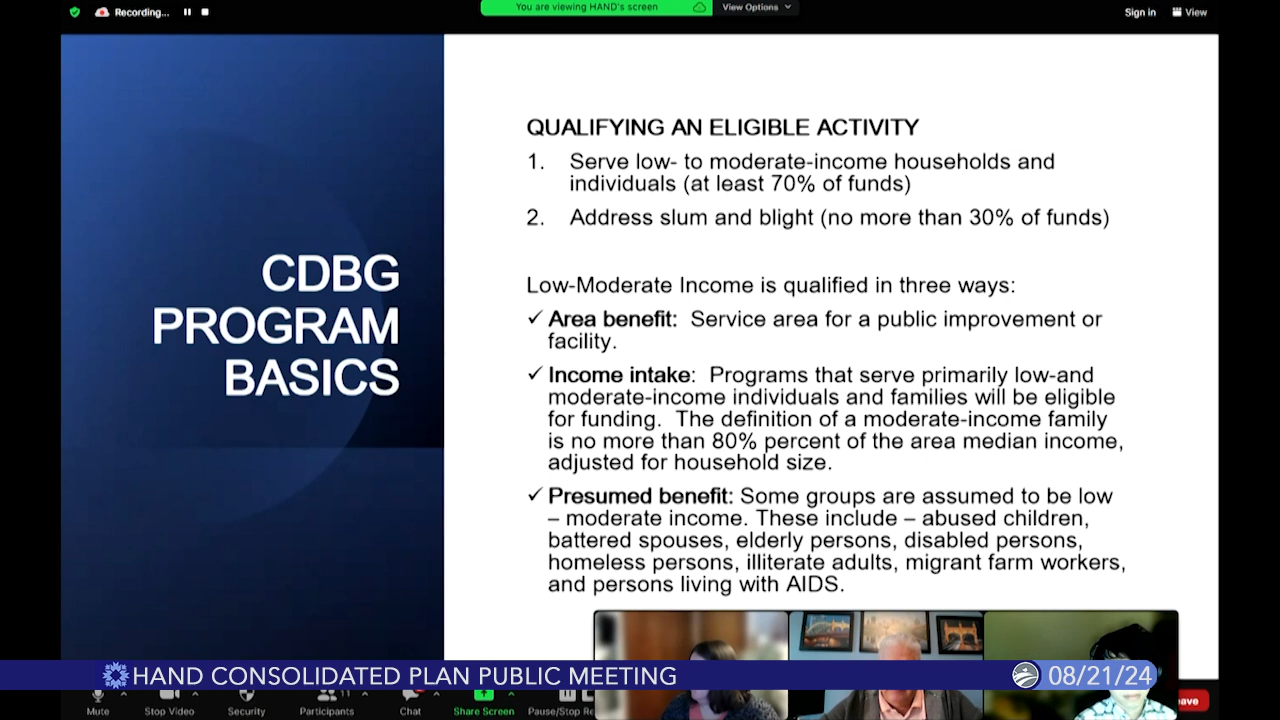 Recording...
You are viewing HAND's screen
View Options
Sign in
View
CDBG
PROGRAM
BASICS
QUALIFYING AN ELIGIBLE ACTIVITY
1. Serve low- to moderate-income households and
individuals (at least 70% of funds)
2. Address slum and blight (no more than 30% of funds)
Low-Moderate Income is qualified in three ways:
✓ Area benefit: Service area for a public improvement or
facility.
✓ Income intake: Programs that serve primarily low-and
moderate-income individuals and families will be eligible
for funding. The definition of a moderate-income family
is no more than 80% percent of the area median income,
adjusted for household size.
✓ Presumed benefit: Some groups are assumed to be low
– moderate income. These include – abused children,
battered spouses, elderly persons, disabled persons,
homeless persons, illiterate adults, migrant farm workers,
and persons living with AIDS.
HAND CONSOLIDATED PLAN PUBLIC MEETING
08/21/24
11
Mute
Stop Video
Security
Participants
Chat
Share Screen
Pause/Stop Re